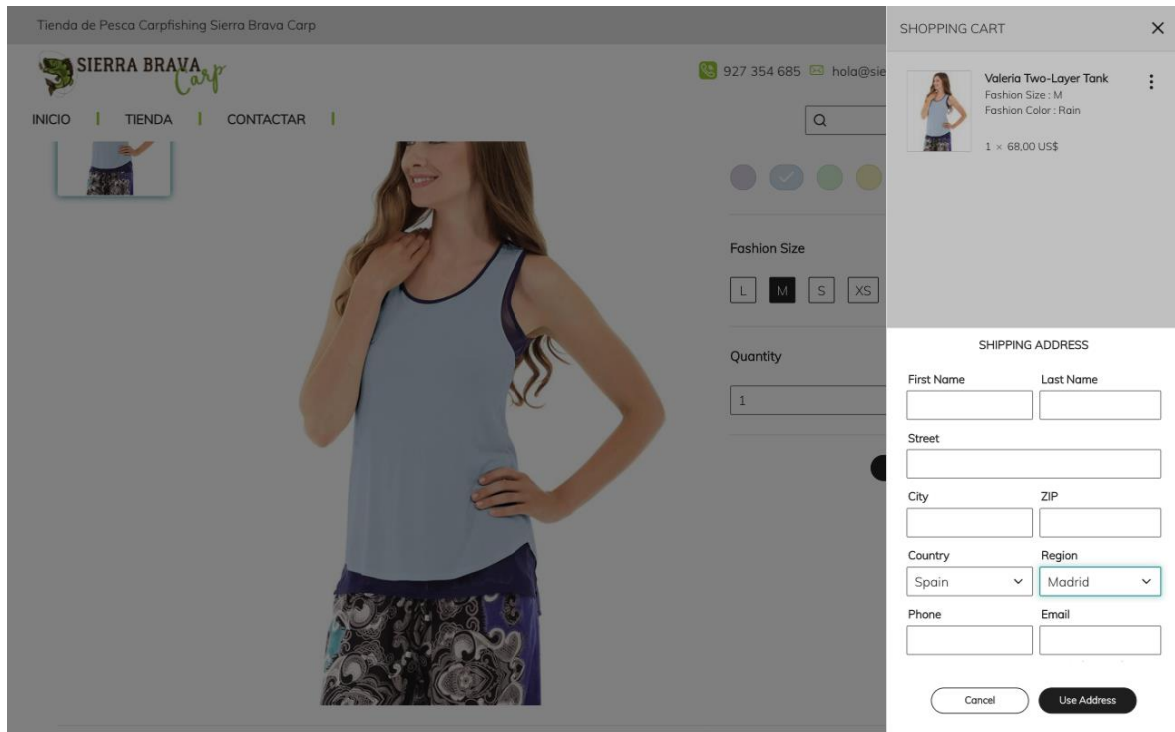 Tienda de Pesca Carpfishing Sierra Brava Carp
SIERRA BRAVA
Carp
927 354 685 hola@sie
INICIO TIENDA CONTACTAR
Fashion Size
L M S XS
Quantity
1
SHOPPING CART
Valeria Two-Layer Tank
Fashion Size : M
Fashion Color : Rain
1 × 68,00 US$
SHIPPING ADDRESS
First Name Last Name
Street
City ZIP
Country Region
Spain Madrid
Phone Email
Cancel Use Address